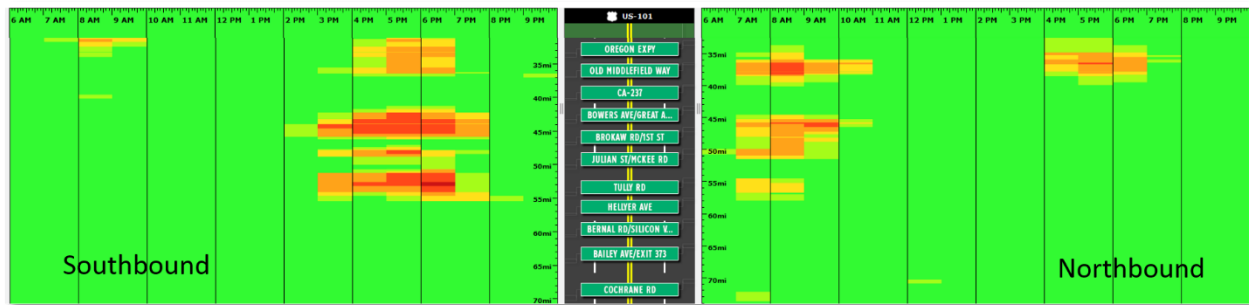 6 AM 7 AM 8 AM 9 AM 10 AM 11 AM 12 PM 1 PM 2 PM 3 PM 4 PM 5 PM 6 PM 7 PM 8 PM 9 PM
35mi
40mi
45mi
50mi
55mi
60mi
65mi
70mi
Southbound
US-101
OREGON EXPY
OLD MIDDLEFIELD WAY
CA-237
BOWERS AVE/GREAT A...
BROKAW RD/1ST ST
JULIAN ST/MCKEE RD
TULLY RD
HELLYER AVE
BERNAL RD/SILICON V...
BAILEY AVE/EXIT 373
COCHRANE RD
6 AM 7 AM 8 AM 9 AM 10 AM 11 AM 12 PM 1 PM 2 PM 3 PM 4 PM 5 PM 6 PM 7 PM 8 PM 9 PM
35mi
40mi
45mi
50mi
55mi
60mi
65mi
70mi
Northbound